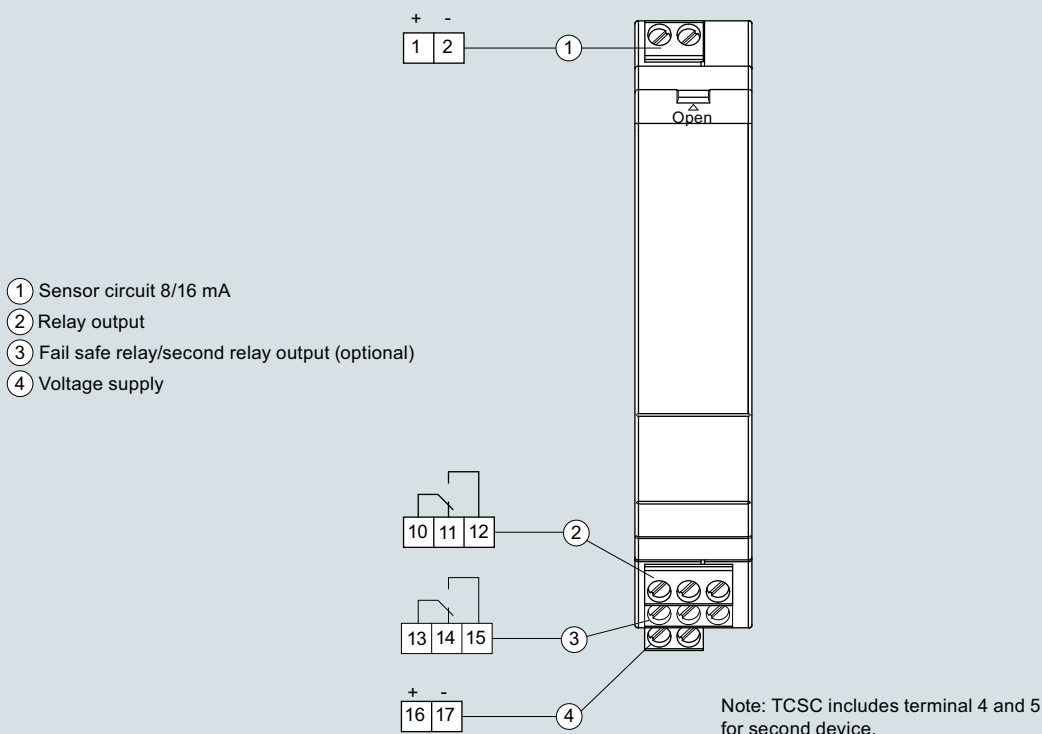 + -
1 2
①
Open
① Sensor circuit 8/16 mA
② Relay output
③ Fail safe relay/second relay output (optional)
④ Voltage supply
10 11 12
②
13 14 15
③
+ -
16 17
④
Note: TCSC includes terminal 4 and 5
for second device.